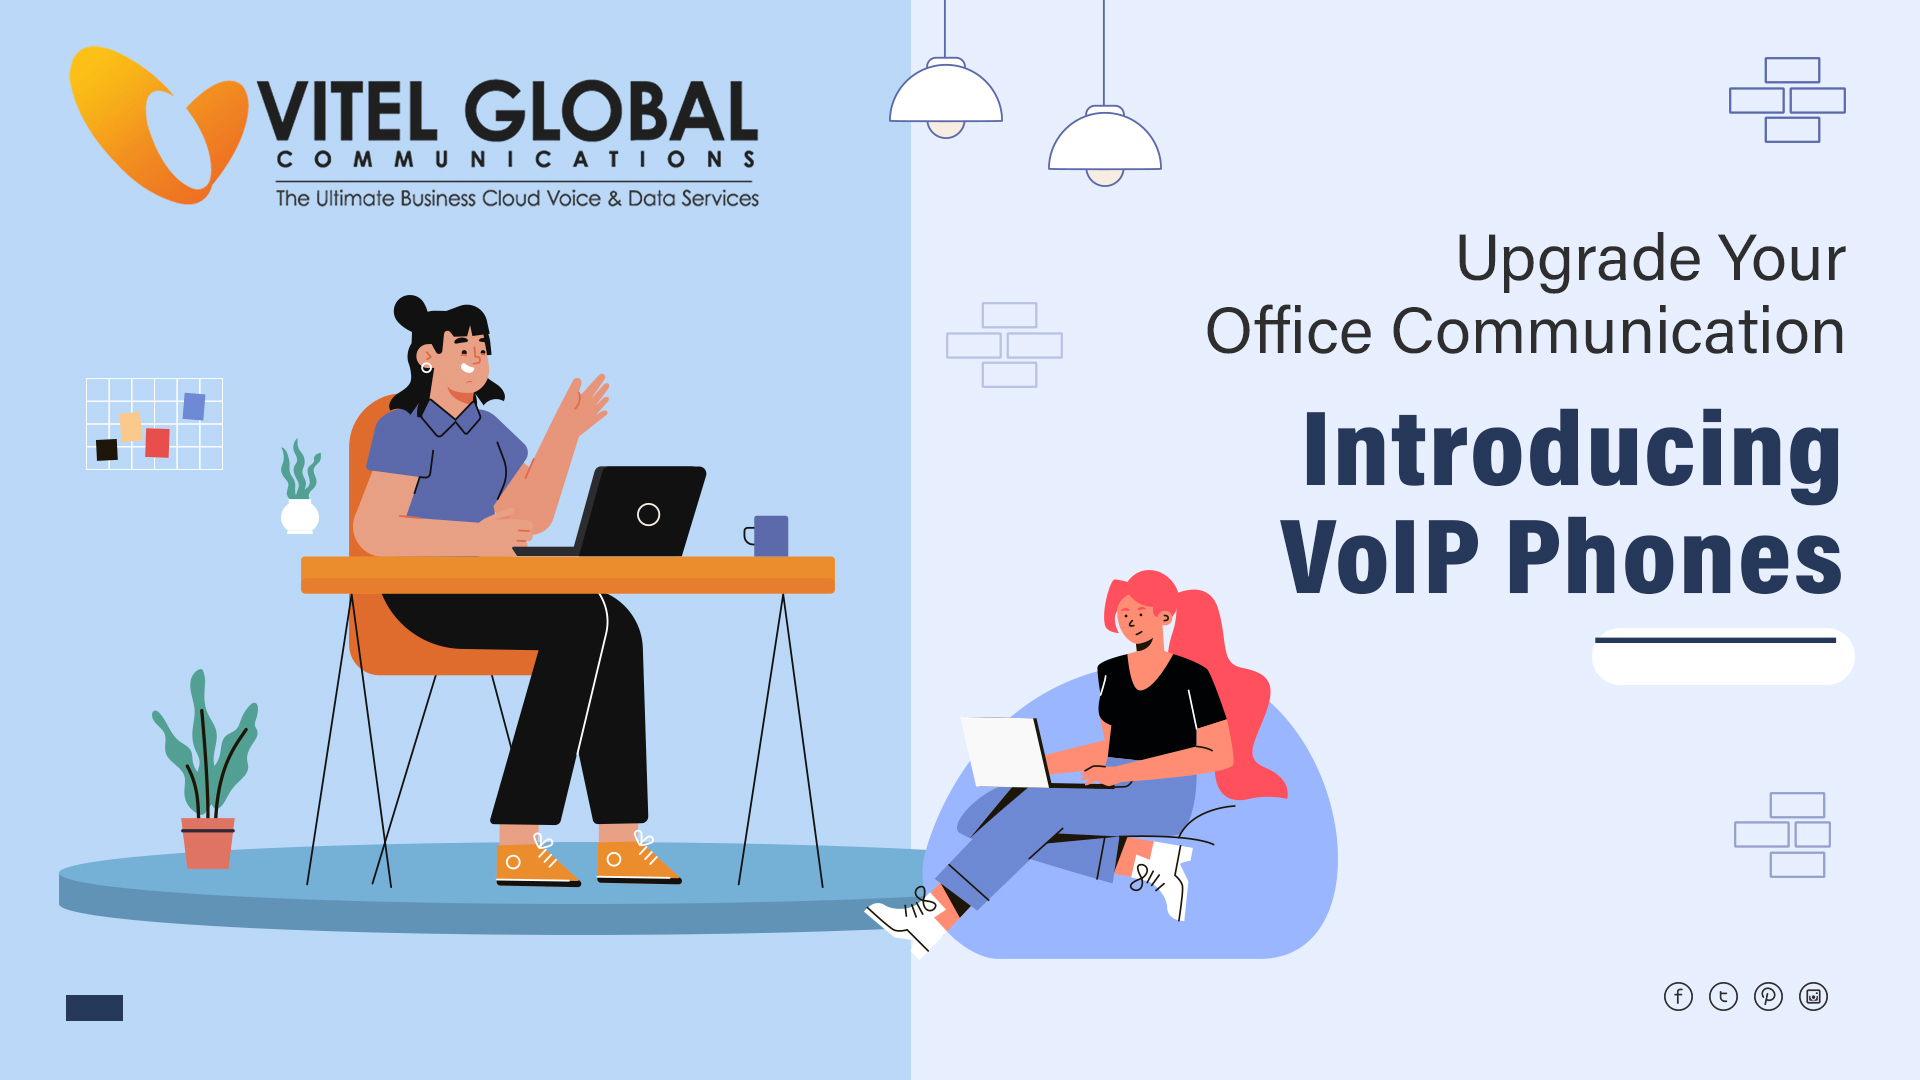 VITEL GLOBAL
COMMUNICATIONS
The Ultimate Business Cloud Voice & Data Services
Upgrade Your
Office Communication
Introducing
VoIP Phones